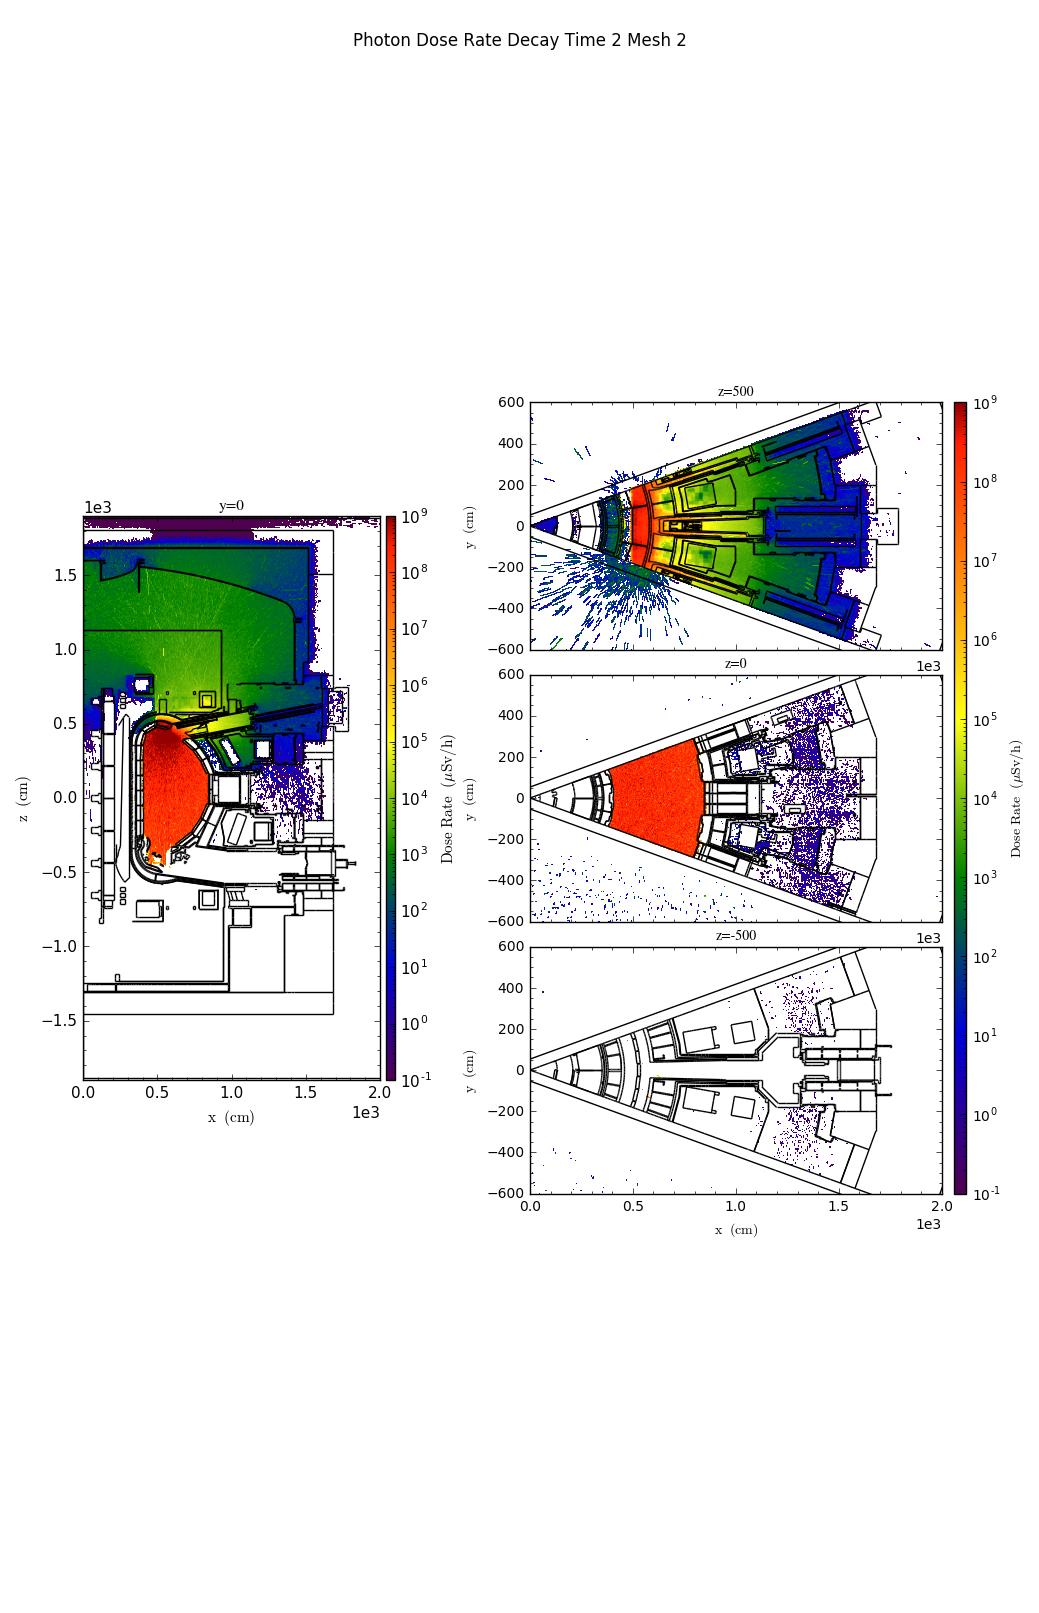 Photon Dose Rate Decay Time 2 Mesh 2
y=0
1e3
1.5
1.0
0.5
0.0
−0.5
−1.0
−1.5
z (cm)
0.0 0.5 1.0 1.5 2.0
1e3
x (cm)
10^9
10^8
10^7
10^6
10^5
10^4
10^3
10^2
10^1
10^0
10^-1
Dose Rate (μSv/h)
z=500
600
400
200
0
−200
−400
−600
y (cm)
1e3
z=0
600
400
200
0
−200
−400
−600
y (cm)
1e3
z=-500
600
400
200
0
−200
−400
−600
y (cm)
0.0 0.5 1.0 1.5 2.0
1e3
x (cm)
10^9
10^8
10^7
10^6
10^5
10^4
10^3
10^2
10^1
10^0
10^-1
Dose Rate (μSv/h)